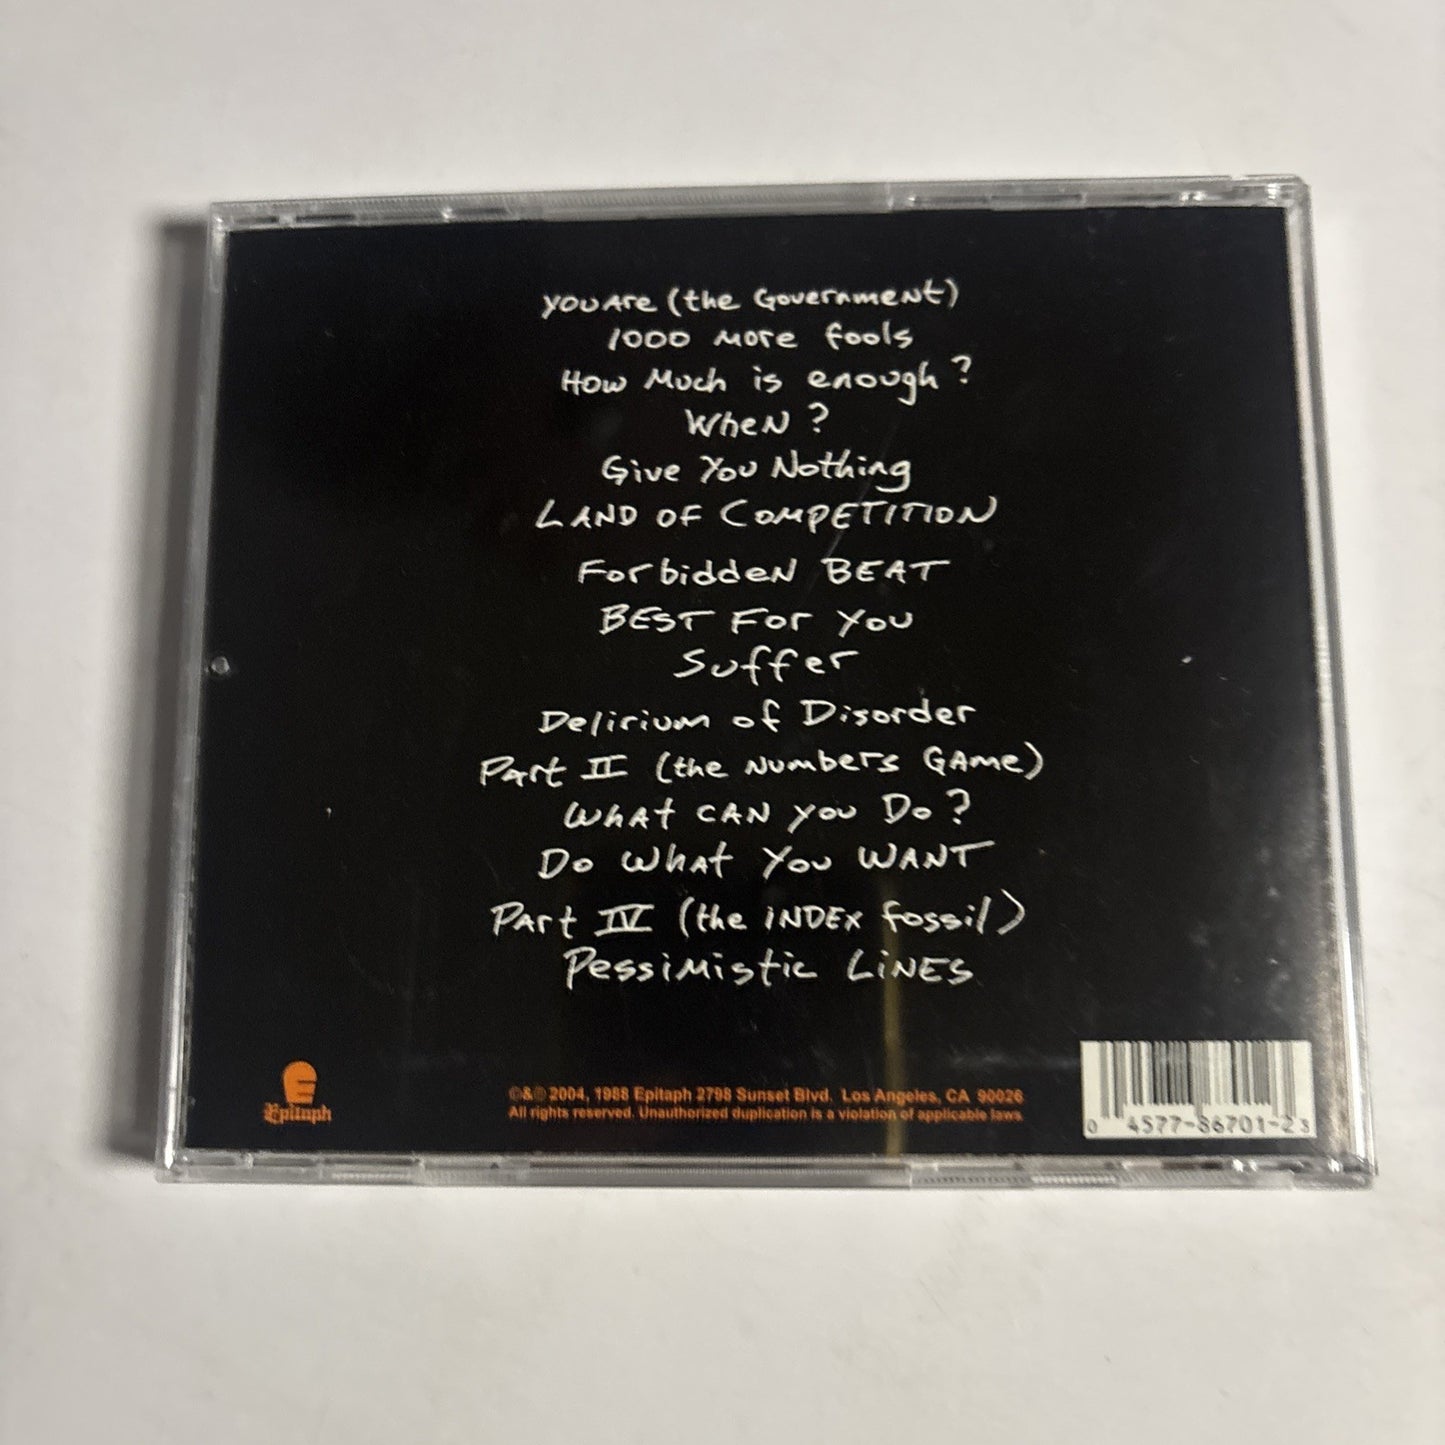 You Are (the Government)
1000 More Fools
How Much is enough?
When?
Give You Nothing
LAND OF COMPETITION
Forbidden BEAT
BEST For You
Suffer
Delirium of Disorder
Part II (the Numbers Game)
What CAN you Do?
Do What You WANT
Part IV (the iNDEx fossil)
Pessimistic LiNES
Epitaph
©&℗ 2004, 1988 Epitaph 2798 Sunset Blvd. Los Angeles, CA 90026
All rights reserved. Unauthorized duplication is a violation of applicable laws
0 4577-86701-2 3